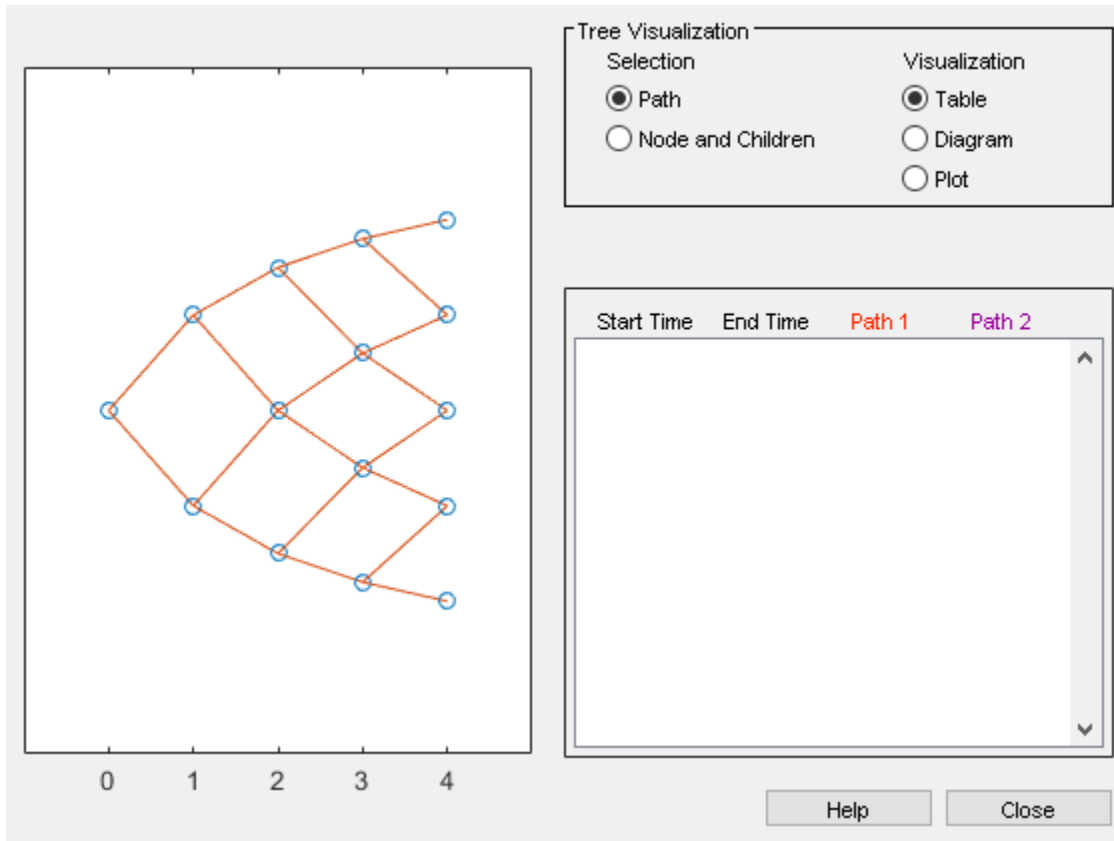 Tree Visualization
Selection
Path
Node and Children
Visualization
Table
Diagram
Plot
0 1 2 3 4
Start Time End Time Path 1 Path 2
Help Close